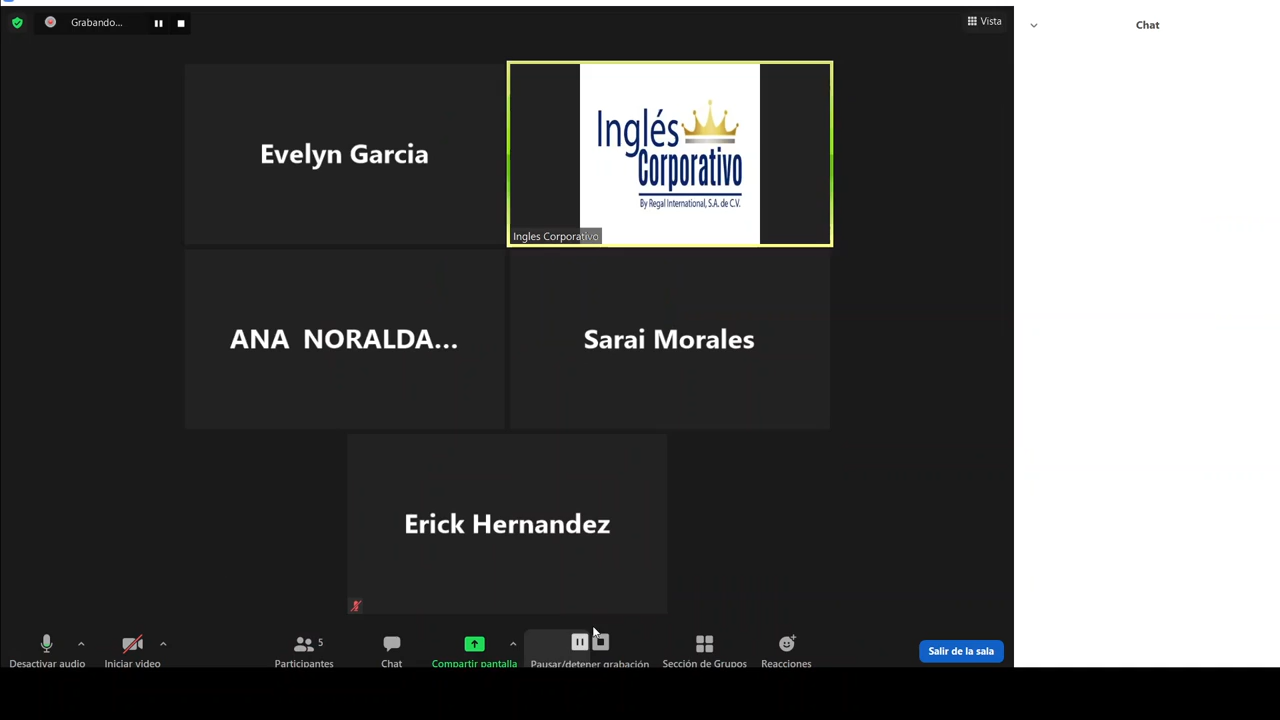 Grabando...
Vista
Chat
Evelyn Garcia
Inglés
Corporativo
By Regal International, S.A. de C.V.
Ingles Corporativo
ANA NORALDA...
Sarai Morales
Erick Hernandez
5
Desactivar audio
Iniciar video
Participantes
Chat
Compartir pantalla
Pausar/detener grabación
Sección de Grupos
Reacciones
Salir de la sala